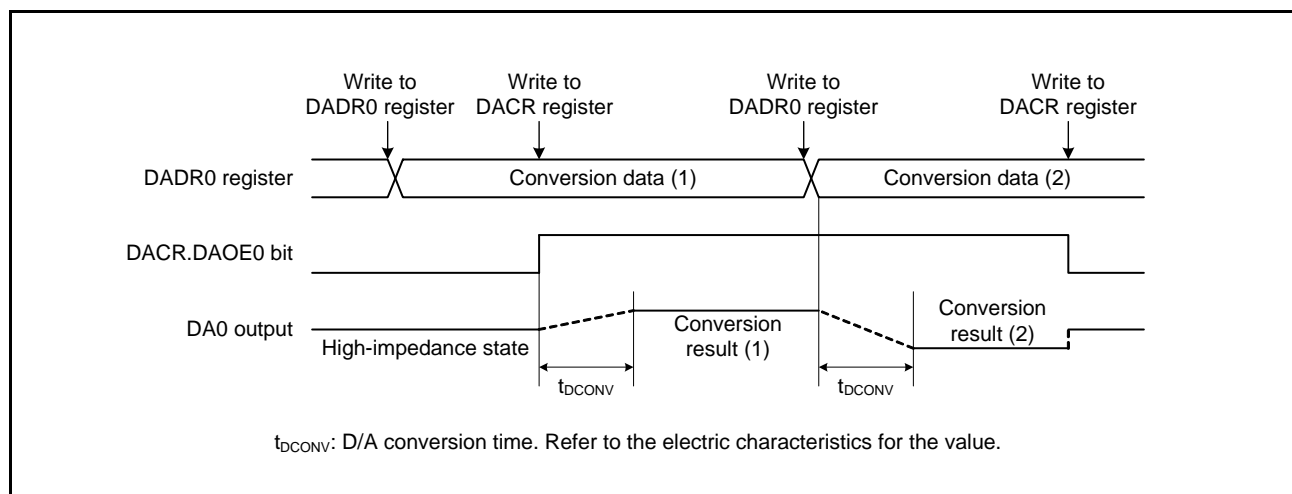 Write to
DADR0 register
Write to
DACR register
Write to
DADR0 register
Write to
DACR register
DADR0 register
Conversion data (1)
Conversion data (2)
DACR.DAOE0 bit
DA0 output
High-impedance state
Conversion
result (1)
Conversion
result (2)
tDCONV
tDCONV
tDCONV: D/A conversion time. Refer to the electric characteristics for the value.